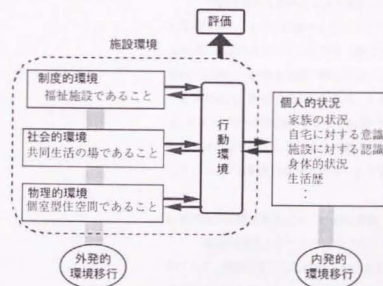 評価
施設環境
制度的環境
福祉施設であること
社会的環境
共同生活の場であること
物理的環境
個室型住空間であること
行動環境
個人的状況
家族の状況
自宅に対する意識
施設に対する認識
身体的状況
生活歴
:
外発的
環境移行
内発的
環境移行